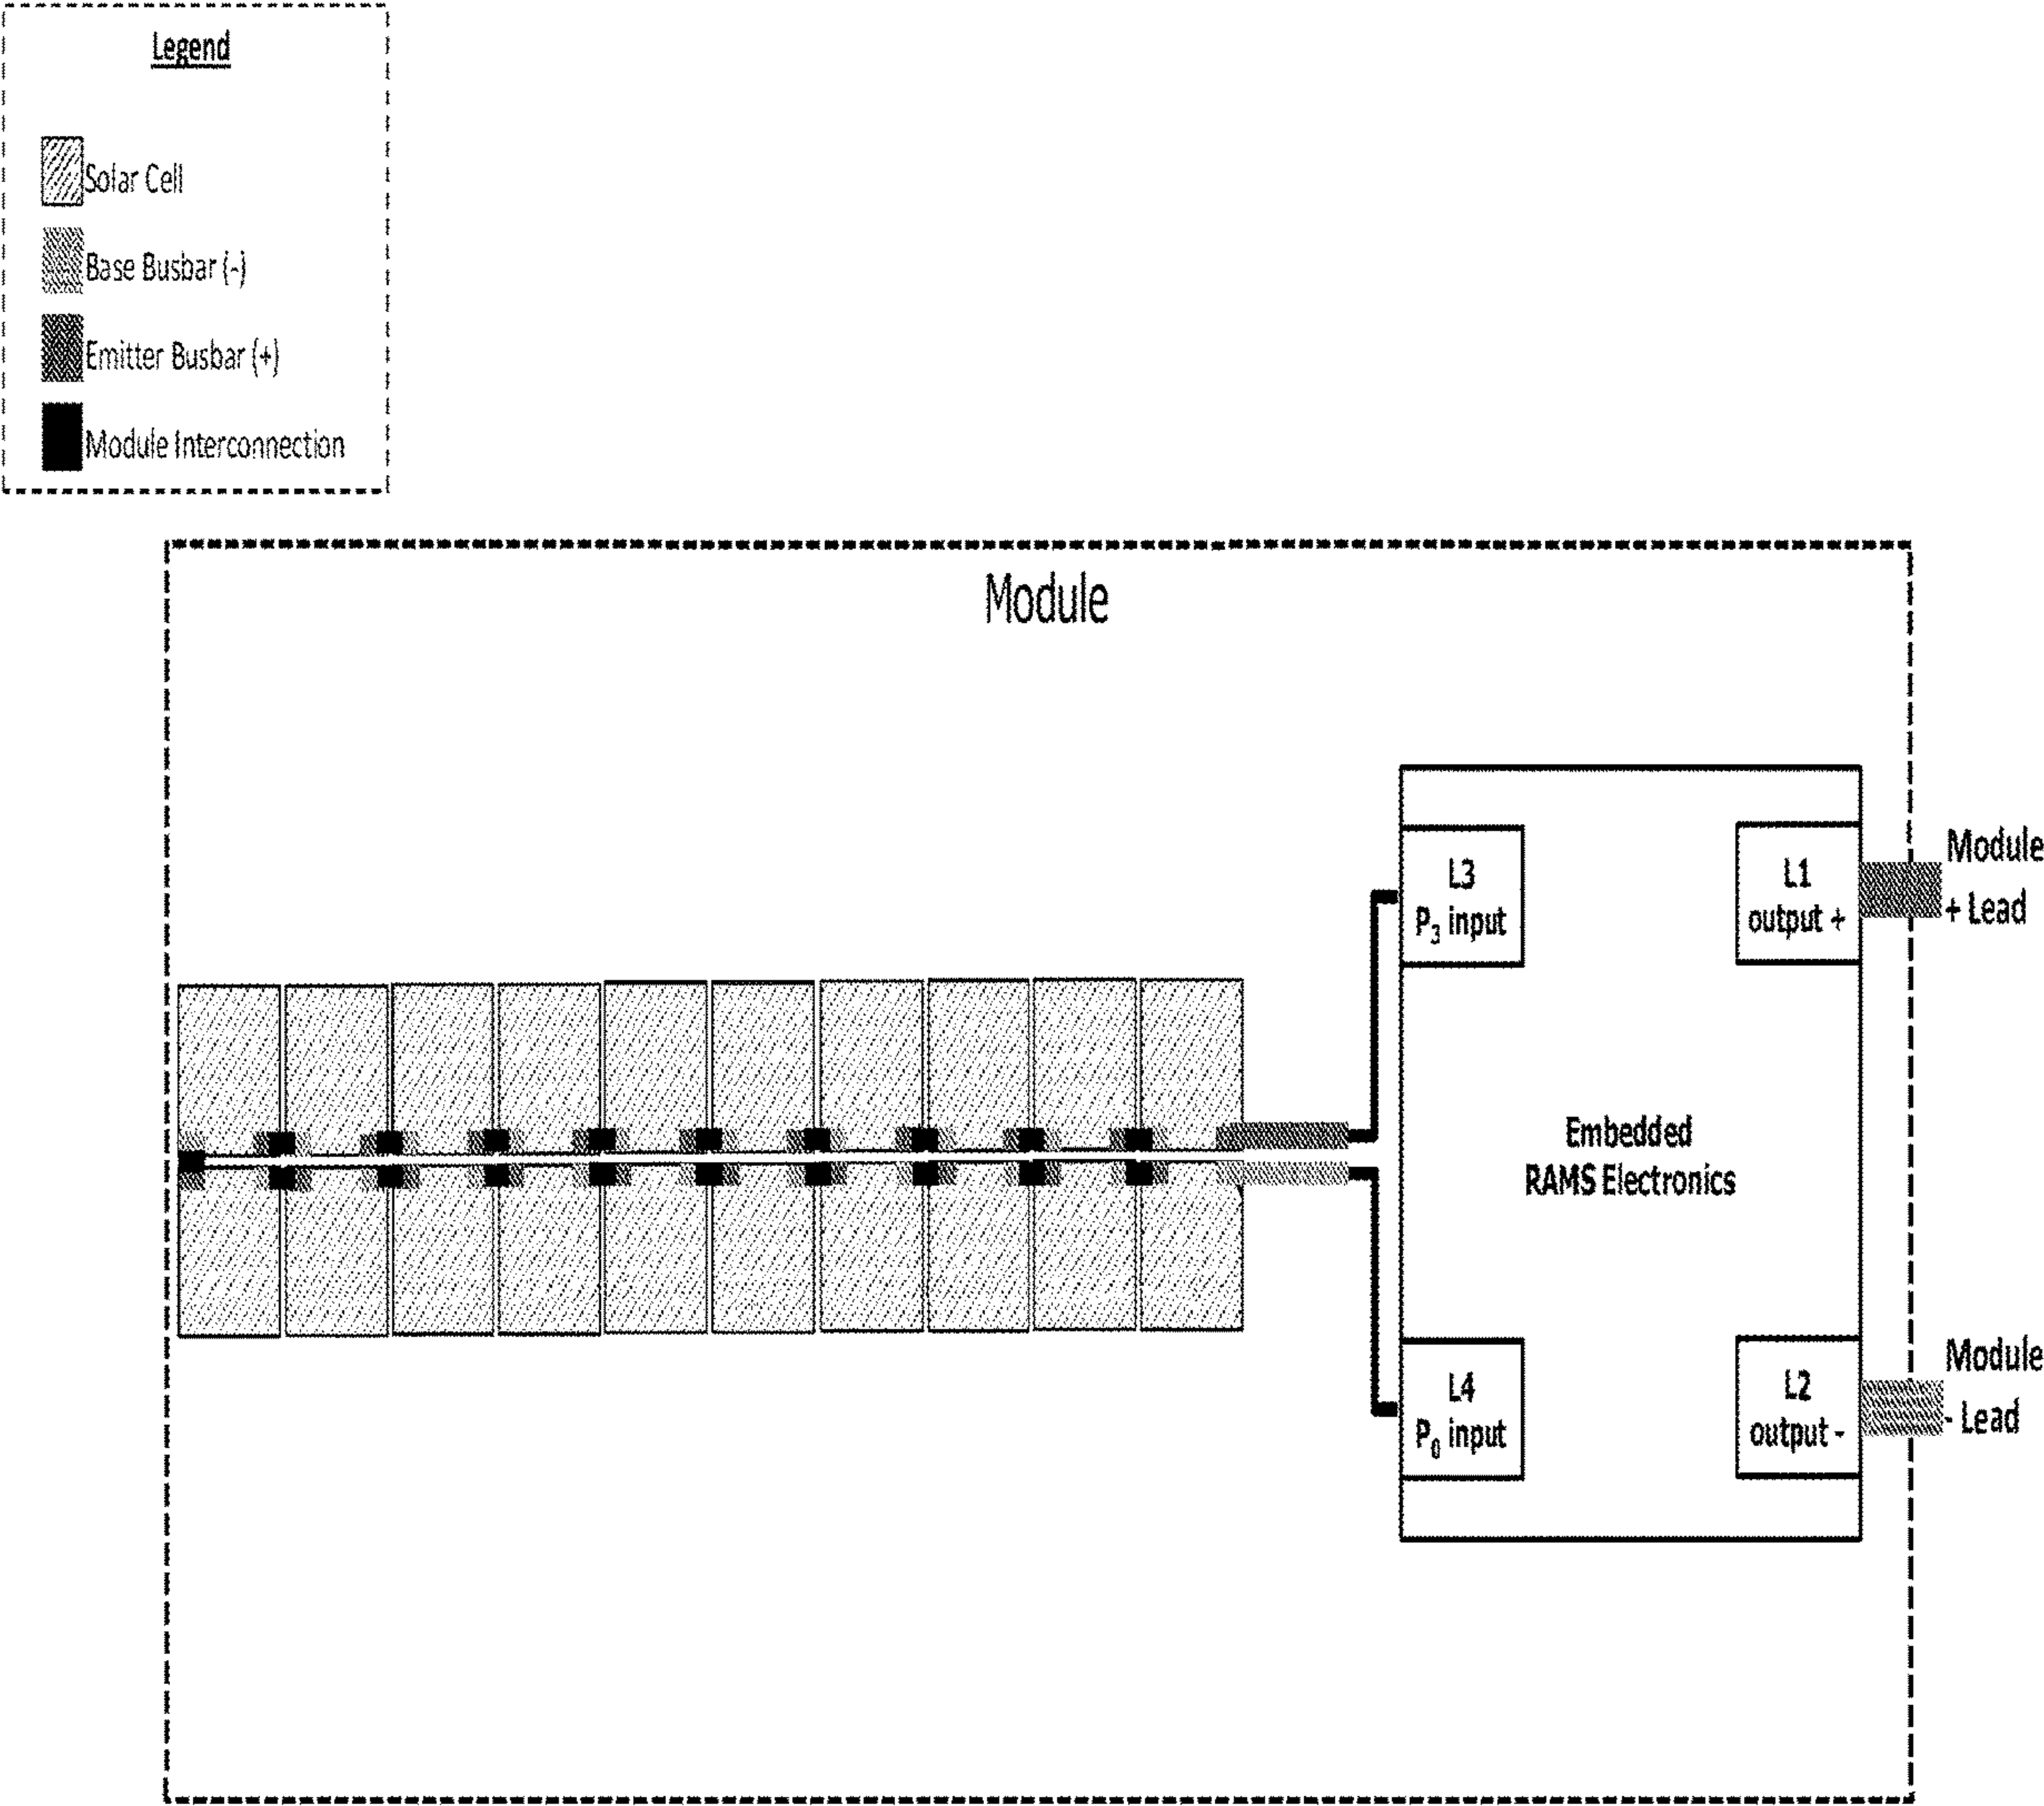 Legend
Solar Cell
Base Busbar (-)
Emitter Busbar (+)
Module Interconnection
Module
L3
P3 input
L1
output +
Module
+ Lead
Embedded
RAMS Electronics
L4
P0 input
L2
output -
Module
- Lead